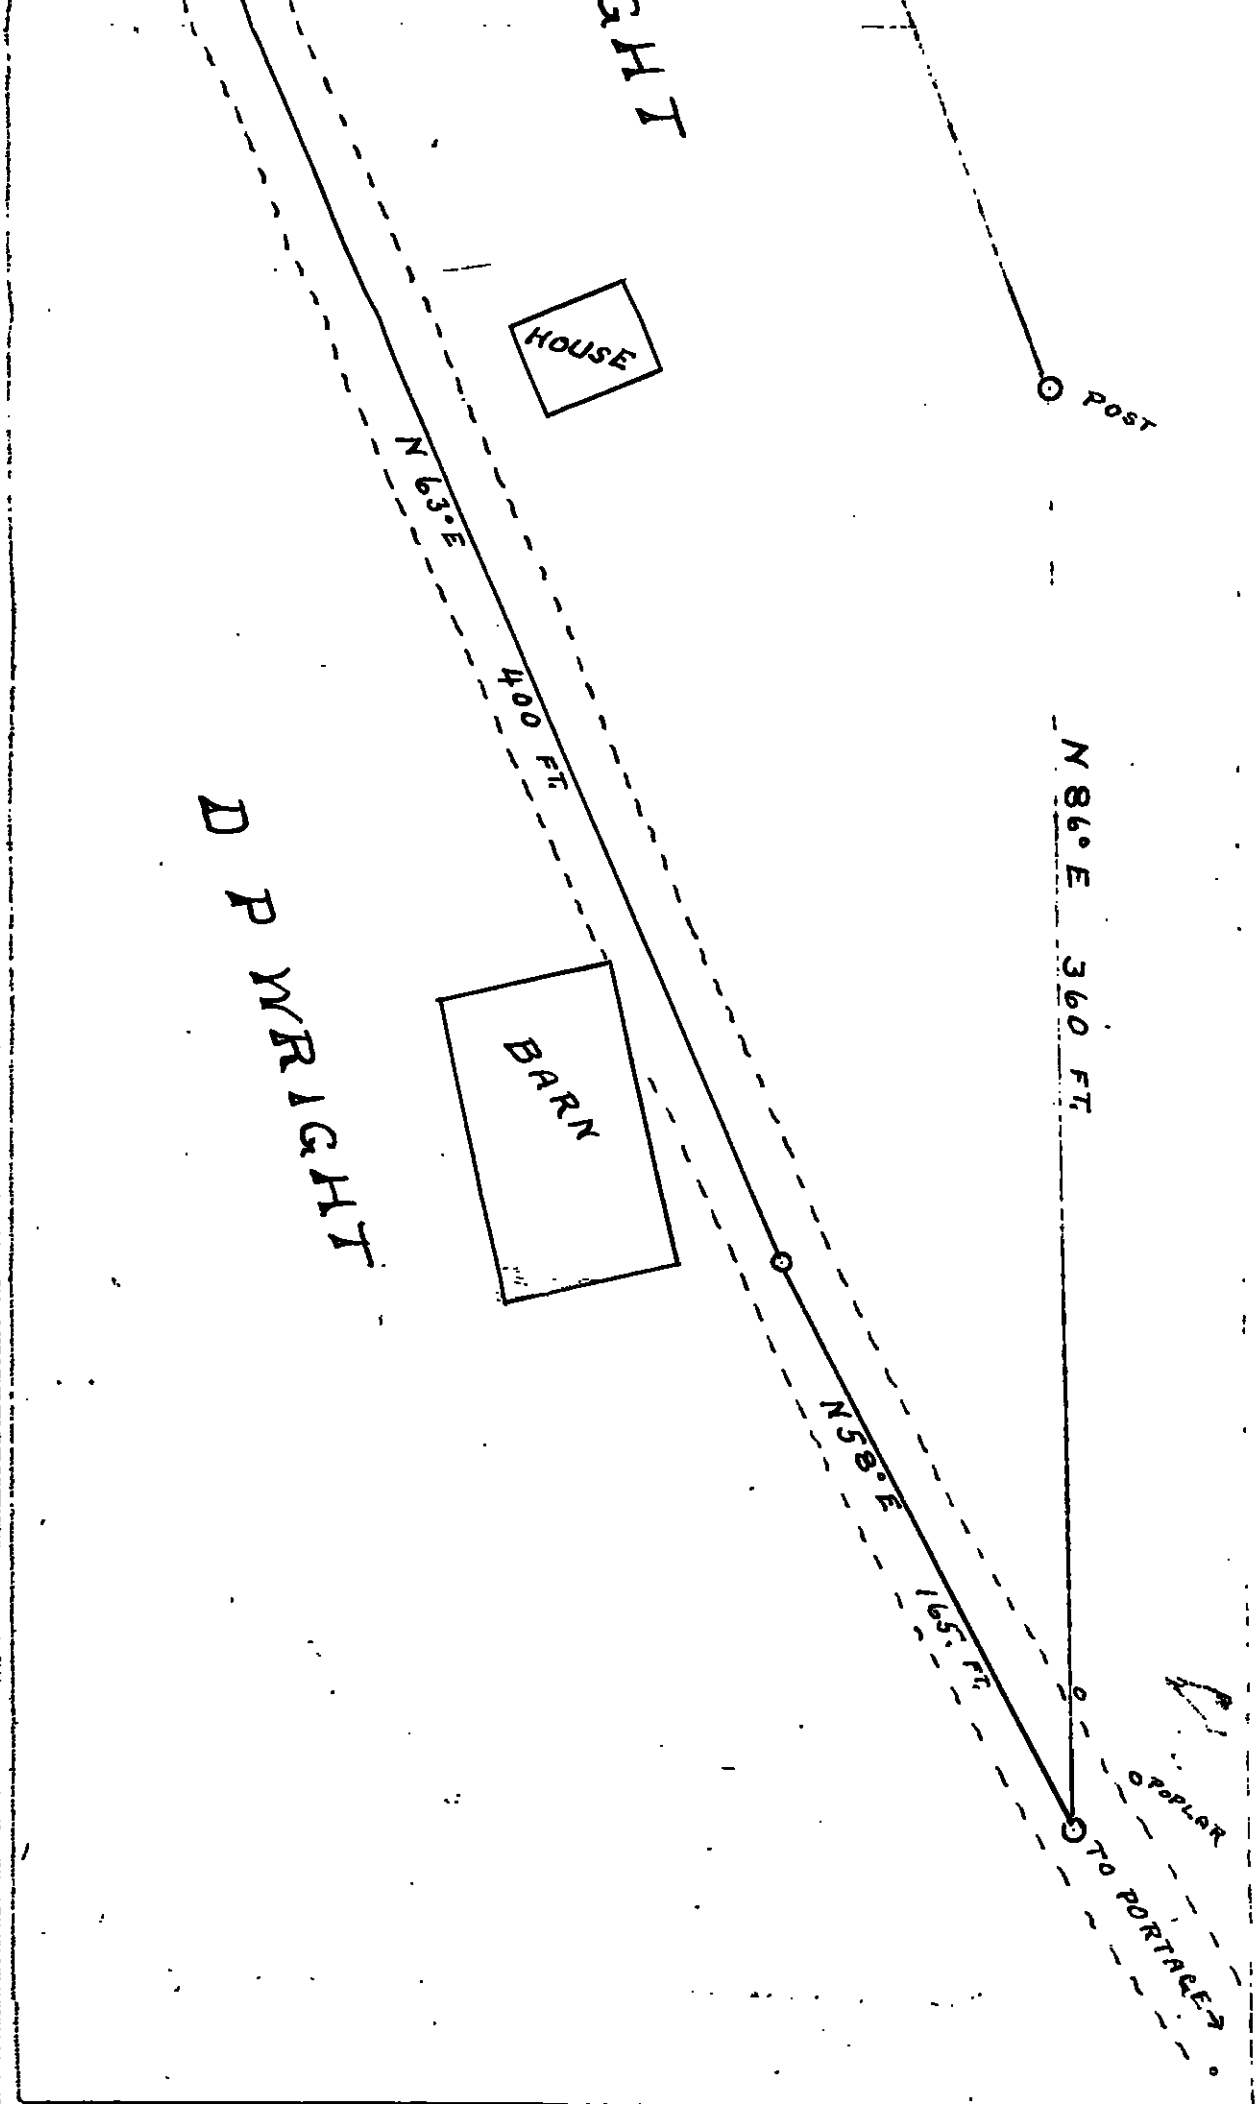 GHT
POST
HOUSE
N 86° E 360 FT.
N 63° E 400 FT.
D P WRIGHT
BARN
N 58° E 165. FT.
POPLAR
TO PORTAGE